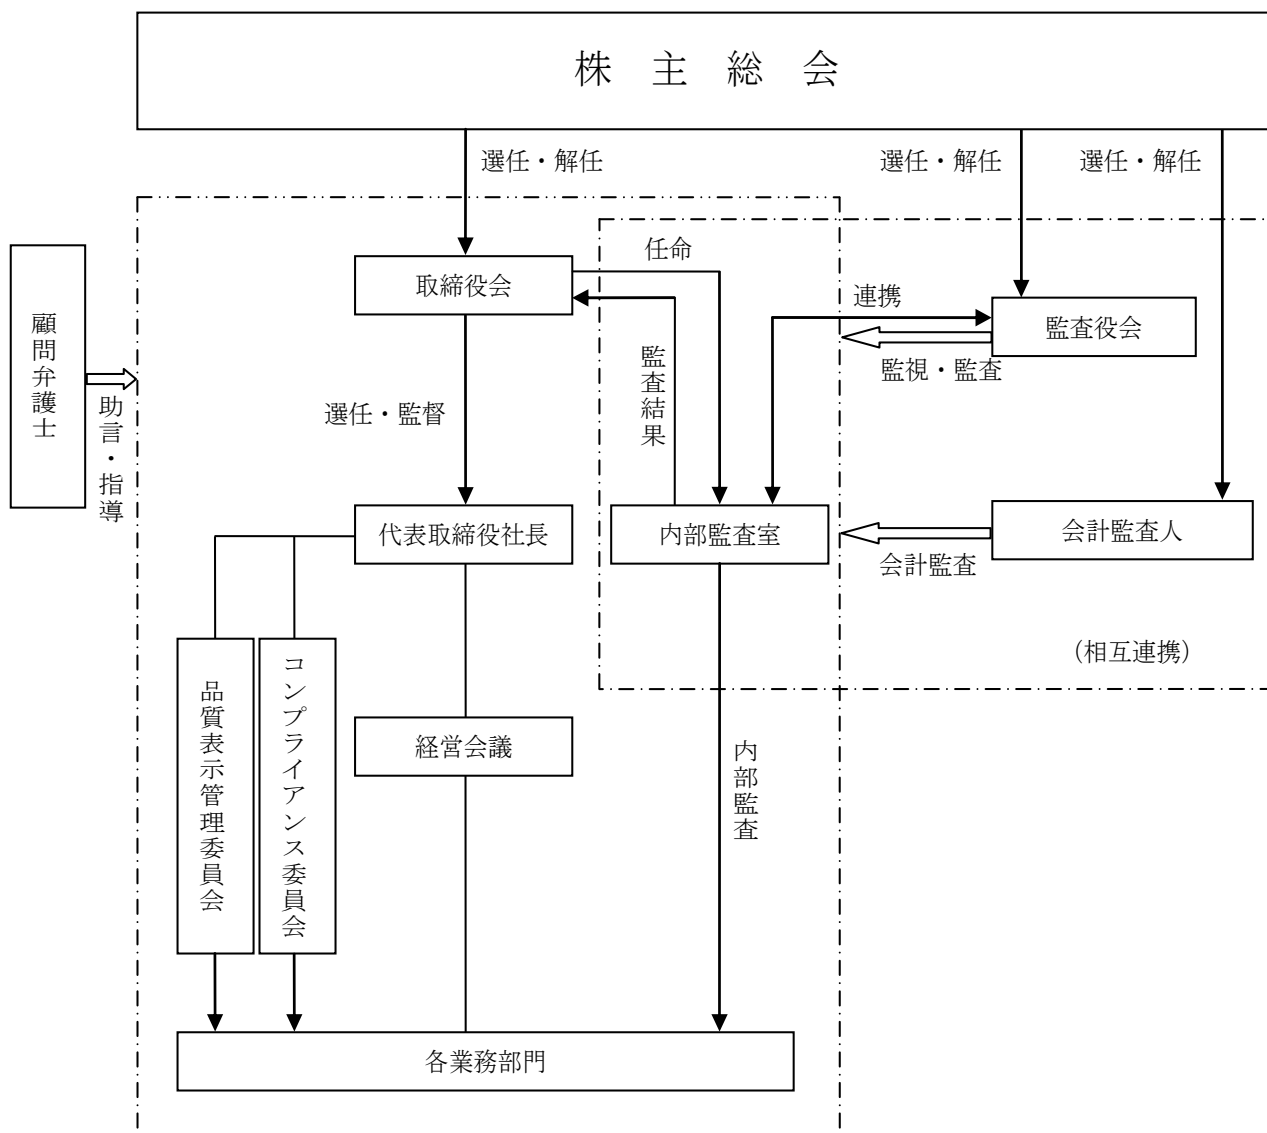 株　主　総　会
選任・解任
選任・解任
選任・解任
取締役会
任命
連携
監査役会
監視・監査
監査結果
顧問弁護士
助言・指導
選任・監督
代表取締役社長
内部監査室
会計監査人
会計監査
(相互連携)
品質表示管理委員会
コンプライアンス委員会
経営会議
内部監査
各業務部門